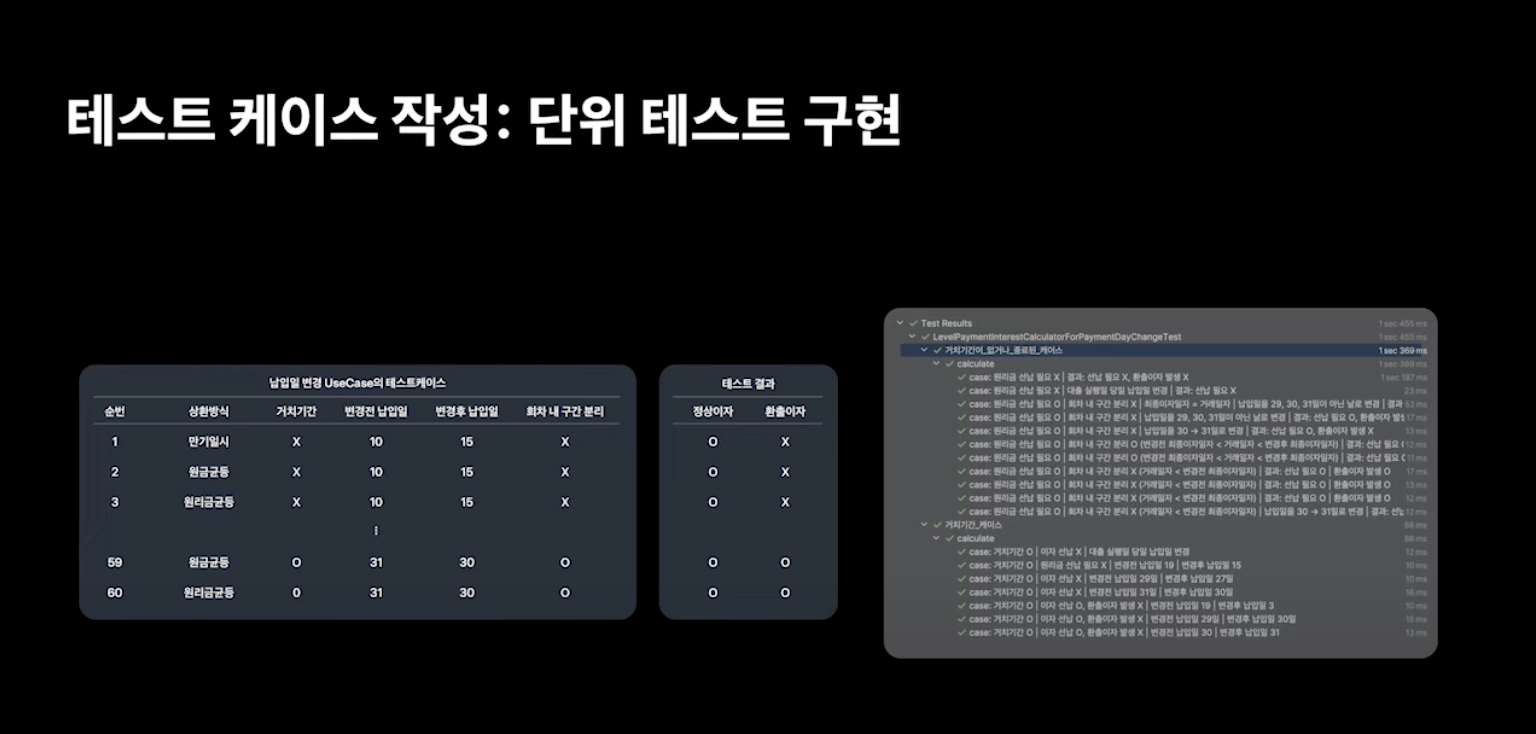 테스트 케이스 작성: 단위 테스트 구현
납입일 변경 UseCase의 테스트케이스
순번 상환방식 거치기간 변경전 납입일 변경후 납입일 회차 내 구간 분리
1 만기일시 X 10 15 X
2 원금균등 X 10 15 X
3 원리금균등 X 10 15 X
⋮
59 원금균등 O 31 30 O
60 원리금균등 0 31 30 O
테스트 결과
정상이자 환출이자
O X
O X
O X
O O
O O
Test Results 1 sec 455 ms
LevelPaymentInterestCalculatorForPaymentDayChangeTest 1 sec 455 ms
거치기간이_없거나_종료된_케이스 1 sec 369 ms
calculate 1 sec 369 ms
case: 원리금 선납 필요 X | 결과: 선납 필요 X, 환출이자 발생 X 1 sec 187 ms
case: 원리금 선납 필요 X | 대출 실행일 당일 납입일 변경 | 결과: 선납 필요 X 23 ms
case: 원리금 선납 필요 O | 회차 내 구간 분리 X | 최종이자일자 = 거래일자 | 납입일을 29, 30, 31일이 아닌 날로 변경 | 결과 52 ms
case: 원리금 선납 필요 O | 회차 내 구간 분리 X | 납입일을 29, 30, 31일이 아닌 날로 변경 | 결과: 선납 필요 O, 환출이자 발 17 ms
case: 원리금 선납 필요 O | 회차 내 구간 분리 X | 납입일을 30 → 31일로 변경 | 결과: 선납 필요 O, 환출이자 발생 X 13 ms
case: 원리금 선납 필요 O | 회차 내 구간 분리 O (변경전 최종이자일자 < 거래일자 < 변경후 최종이자일자) | 결과: 선납 필요 12 ms
case: 원리금 선납 필요 O | 회차 내 구간 분리 O (변경전 최종이자일자 < 거래일자 < 변경후 최종이자일자) | 결과: 선납 필요 11 ms
case: 원리금 선납 필요 O | 회차 내 구간 분리 X (거래일자 < 변경전 최종이자일자) | 결과: 선납 필요 O | 환출이자 발생 O 17 ms
case: 원리금 선납 필요 O | 회차 내 구간 분리 X (거래일자 < 변경전 최종이자일자) | 결과: 선납 필요 O | 환출이자 발생 O 13 ms
case: 원리금 선납 필요 O | 회차 내 구간 분리 X (거래일자 < 변경전 최종이자일자) | 결과: 선납 필요 O | 환출이자 발생 O 12 ms
case: 원리금 선납 필요 O | 회차 내 구간 분리 X (거래일자 < 변경전 최종이자일자) | 납입일을 30 → 31일로 변경 | 결과: 12 ms
거치기간_케이스 86 ms
calculate 86 ms
case: 거치기간 O | 이자 선납 X | 대출 실행일 당일 납입일 변경 12 ms
case: 거치기간 O | 원리금 선납 필요 X | 변경전 납입일 19 | 변경후 납입일 15 10 ms
case: 거치기간 O | 이자 선납 X | 변경전 납입일 29일 | 변경후 납입일 27일 10 ms
case: 거치기간 O | 이자 선납 X | 변경전 납입일 31일 | 변경후 납입일 30일 16 ms
case: 거치기간 O | 이자 선납 O, 환출이자 발생 X | 변경전 납입일 19 | 변경후 납입일 3 10 ms
case: 거치기간 O | 이자 선납 O, 환출이자 발생 X | 변경전 납입일 29일 | 변경후 납입일 30일 15 ms
case: 거치기간 O | 이자 선납 O, 환출이자 발생 X | 변경전 납입일 30 | 변경후 납입일 31 13 ms